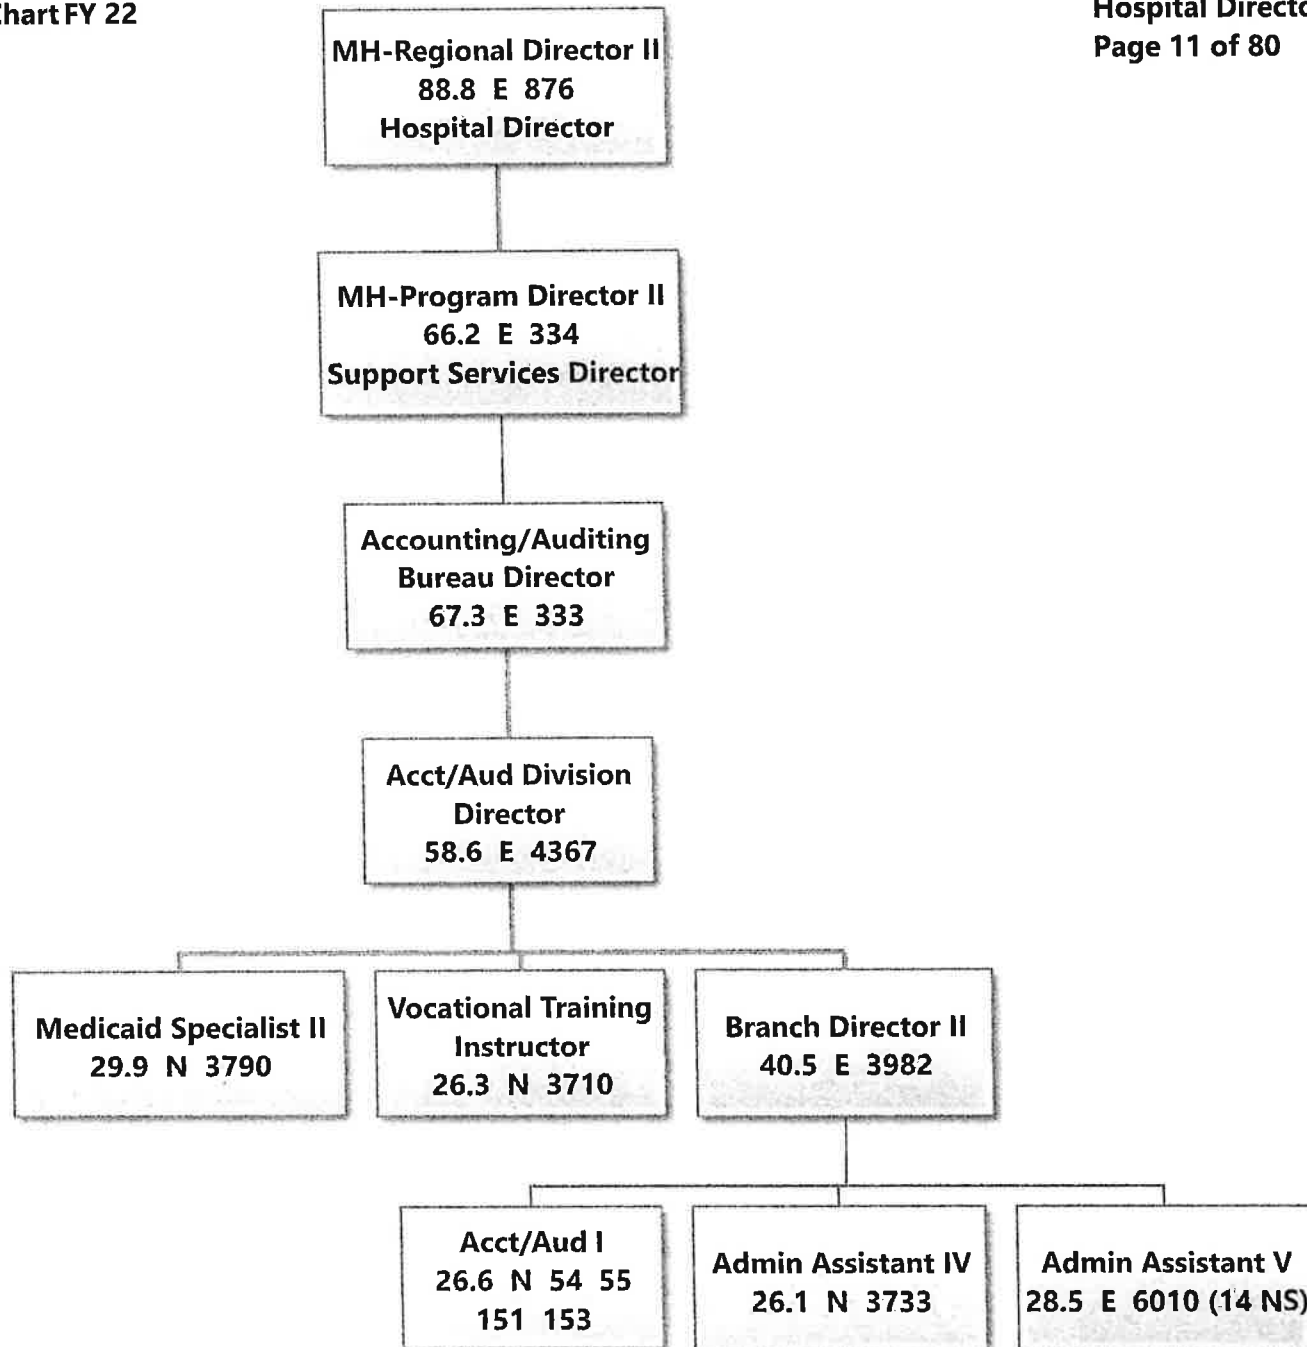 Chart FY 22
Hospital Director
Page 11 of 80
MH-Regional Director II
88.8 E 876
Hospital Director
MH-Program Director II
66.2 E 334
Support Services Director
Accounting/Auditing
Bureau Director
67.3 E 333
Acct/Aud Division
Director
58.6 E 4367
Medicaid Specialist II
29.9 N 3790
Vocational Training
Instructor
26.3 N 3710
Branch Director II
40.5 E 3982
Acct/Aud I
26.6 N 54 55
151 153
Admin Assistant IV
26.1 N 3733
Admin Assistant V
28.5 E 6010 (14 NS)